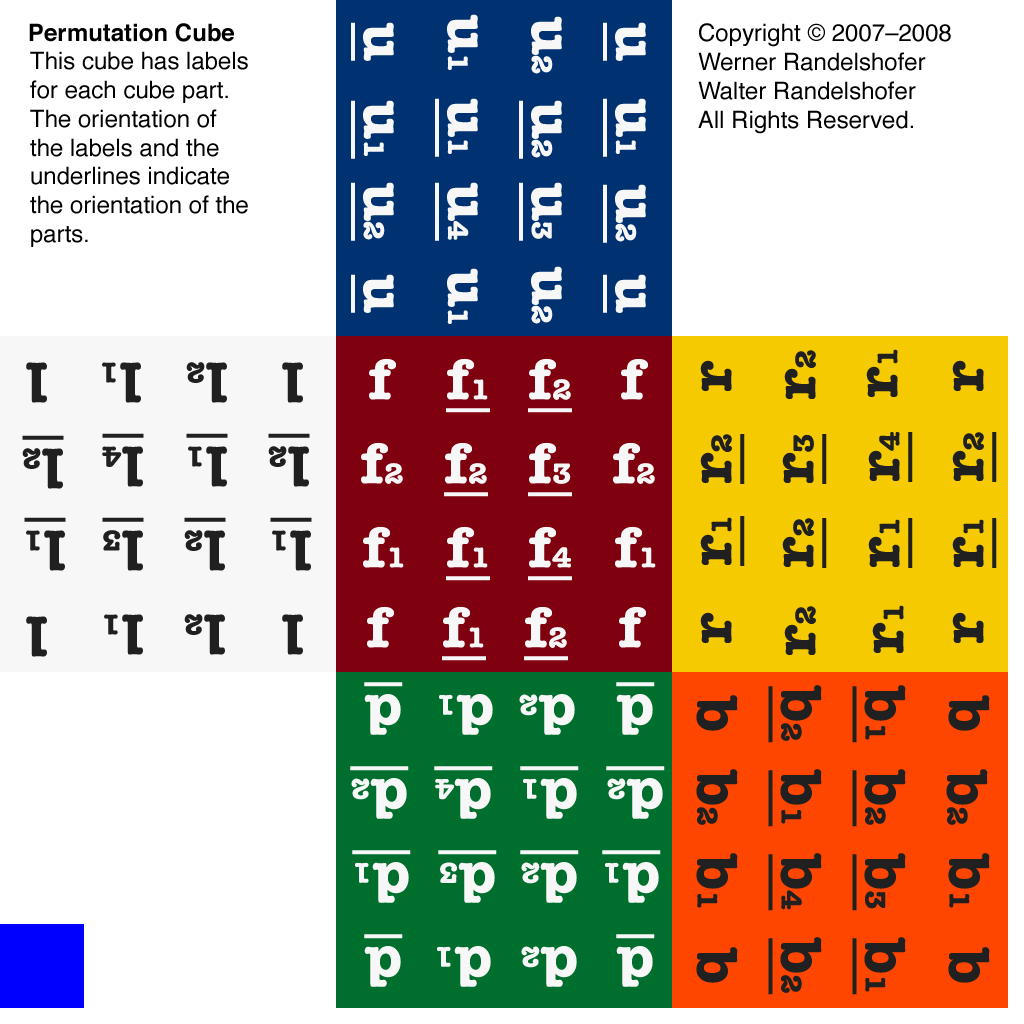 Permutation Cube
This cube has labels
for each cube part.
The orientation of
the labels and the
underlines indicate
the orientation of the
parts.
u u1 u2 u
u1 u1 u2 u1
u2 u4 u3 u2
u u1 u2 u
Copyright © 2007–2008
Werner Randelshofer
Walter Randelshofer
All Rights Reserved.
l l1 l2 l
l2 l4 l1 l2
l1 l3 l2 l1
l l1 l2 l
f f1 f2 f
f2 f2 f3 f2
f1 f1 f4 f1
f f1 f2 f
r r2 r1 r
r2 r3 r4 r2
r1 r2 r1 r1
r r2 r1 r
d d1 d2 d
d2 d4 d1 d2
d1 d3 d2 d1
d d1 d2 d
b b2 b1 b
b2 b1 b2 b2
b1 b4 b3 b1
b b2 b1 b